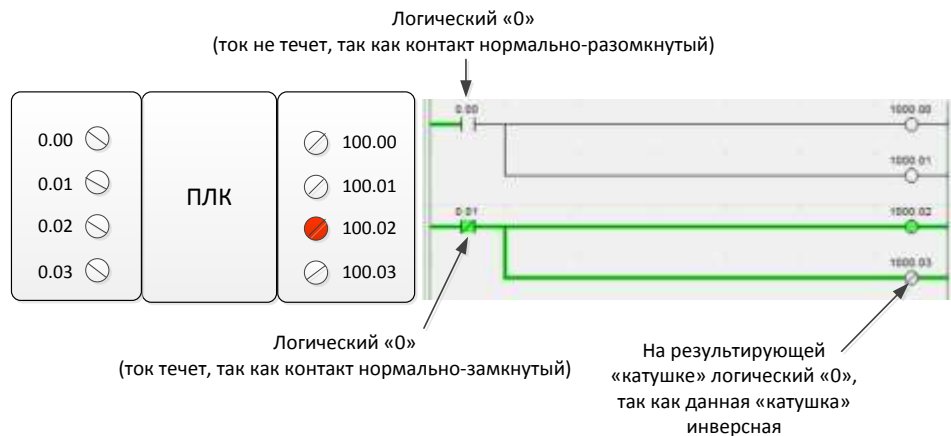 Логический «0»
(ток не течет, так как контакт нормально-разомкнутый)
0.00
0.01
0.02
0.03
ПЛК
100.00
100.01
100.02
100.03
0.00
1000.00
1000.01
0.01
1000.02
1000.03
Логический «0»
(ток течет, так как контакт нормально-замкнутый)
На результирующей
«катушке» логический «0»,
так как данная «катушка»
инверсная